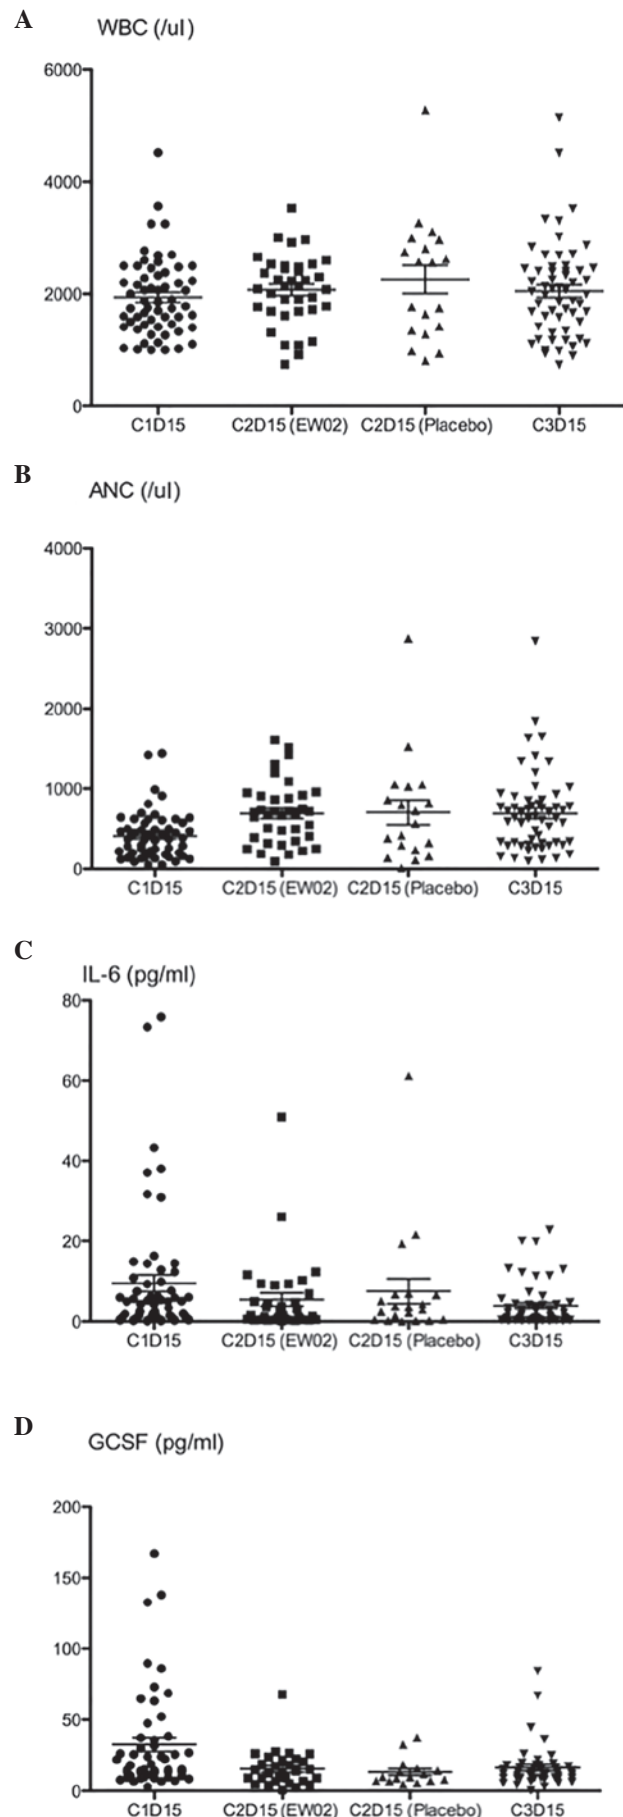 A
WBC (/ul)
6000
4000
2000
0
C1D15 C2D15 (EW02) C2D15 (Placebo) C3D15
B
ANC (/ul)
4000
3000
2000
1000
0
C1D15 C2D15 (EW02) C2D15 (Placebo) C3D15
C
IL-6 (pg/ml)
80
60
40
20
0
C1D15 C2D15 (EW02) C2D15 (Placebo) C3D15
D
GCSF (pg/ml)
200
150
100
50
0
C1D15 C2D15 (EW02) C2D15 (Placebo) C3D15